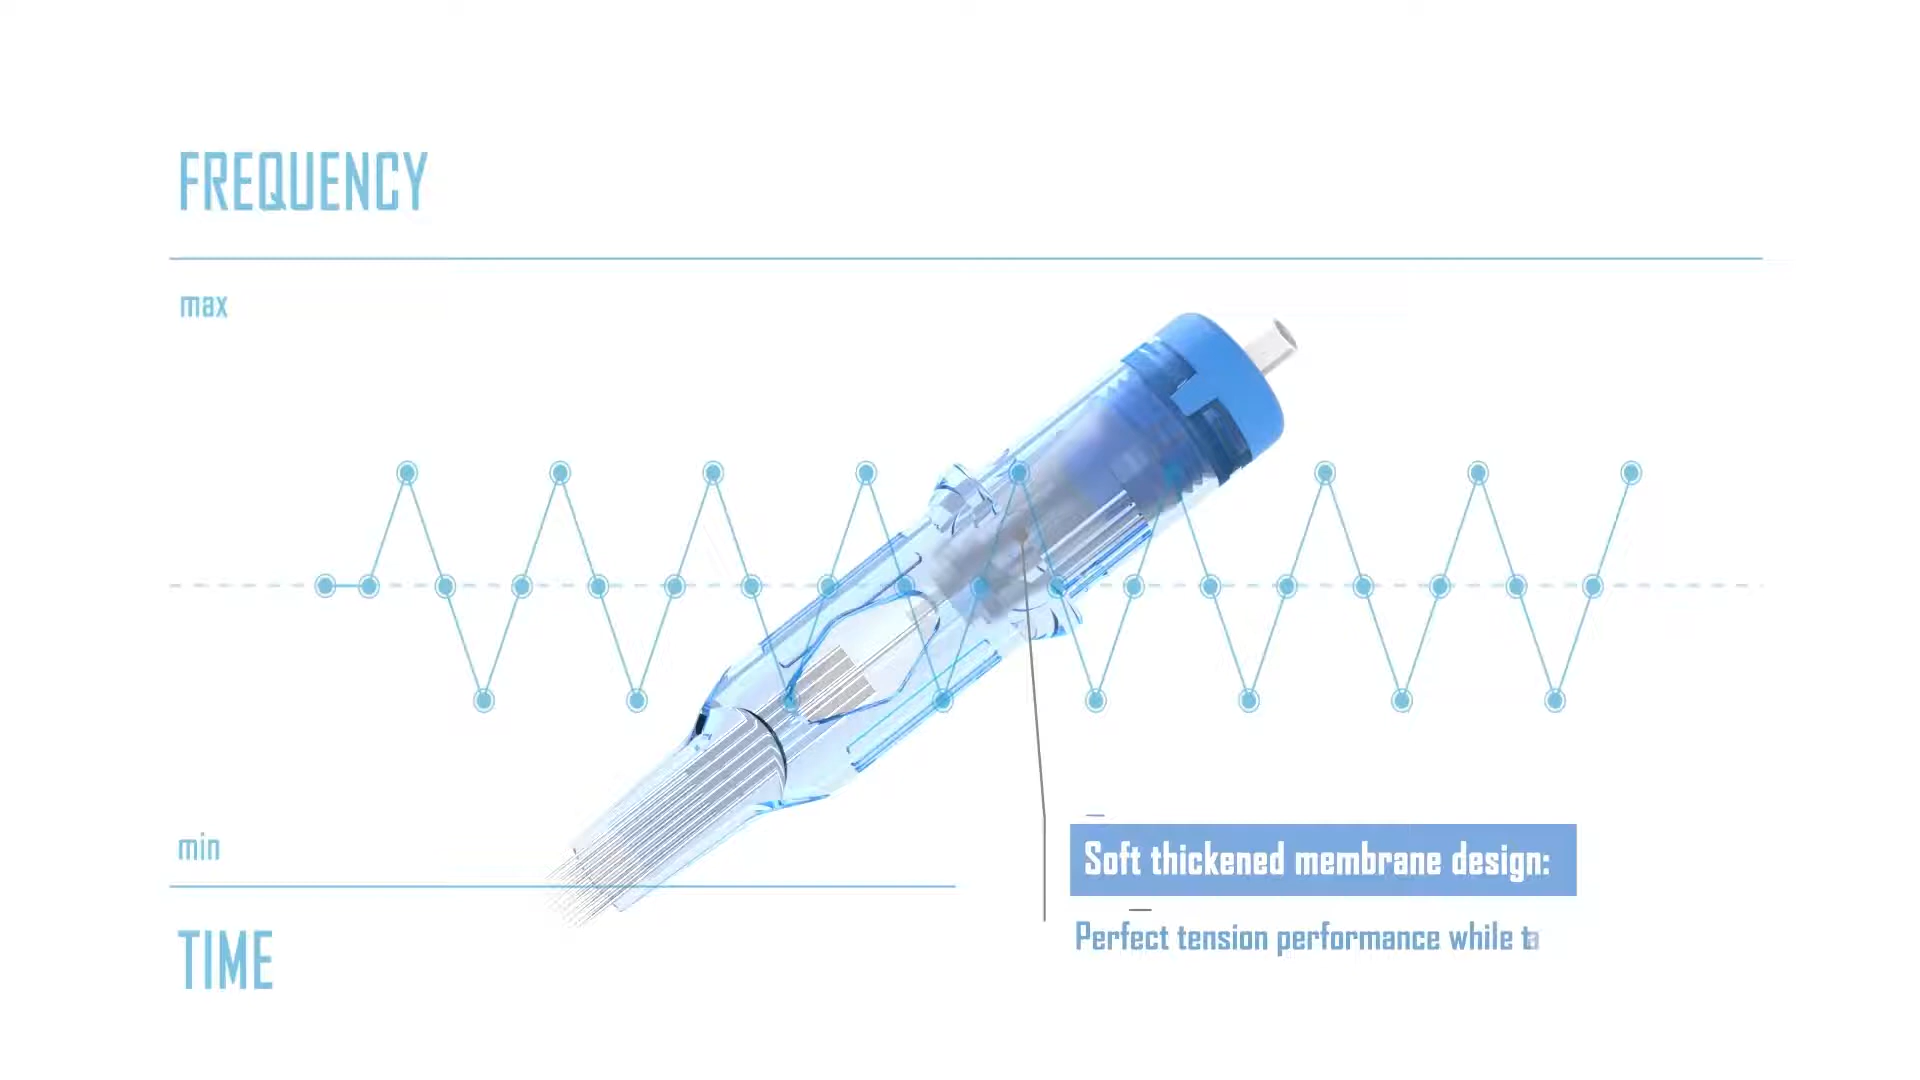 FREQUENCY
max
min
TIME
Soft thickened membrane design:
Perfect tension performance while